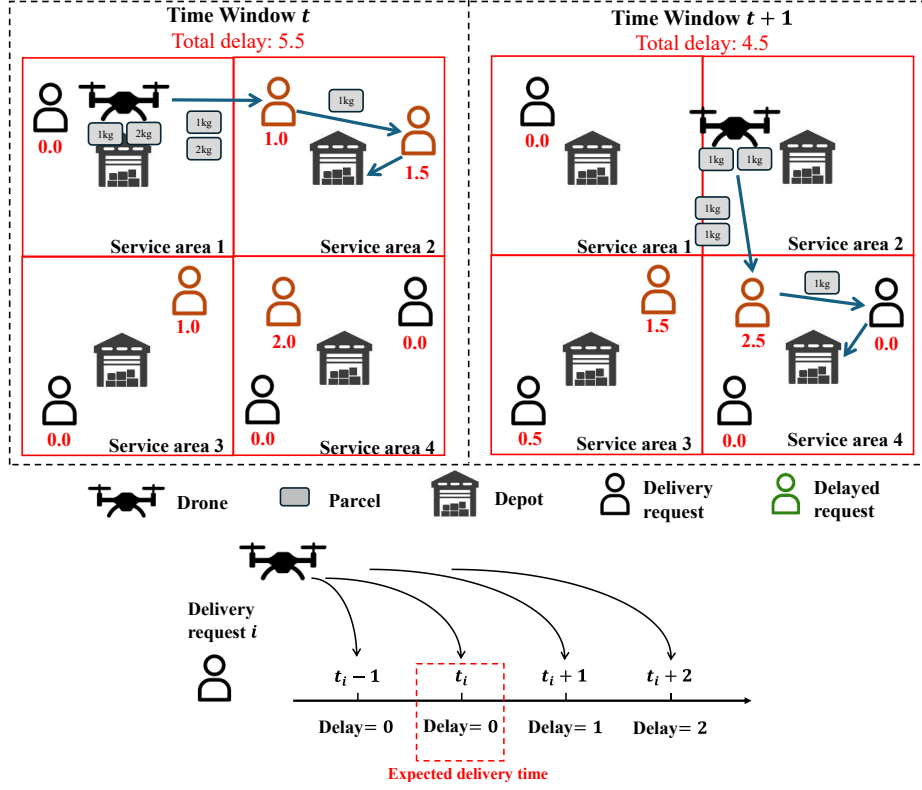 Time Window t
Total delay: 5.5
0.0
1kg
2kg
1kg
2kg
1.0
1kg
1.5
Service area 1
Service area 2
1.0
0.0
Service area 3
2.0
0.0
0.0
Service area 4
Time Window t + 1
Total delay: 4.5
0.0
1kg
1kg
1kg
1kg
Service area 1
Service area 2
1.5
0.5
Service area 3
2.5
1kg
0.0
0.0
Service area 4
Drone
Parcel
Depot
Delivery
request
Delayed
request
Delivery
request i
t_i − 1
t_i
t_i + 1
t_i + 2
Delay= 0
Delay= 0
Delay= 1
Delay= 2
Expected delivery time